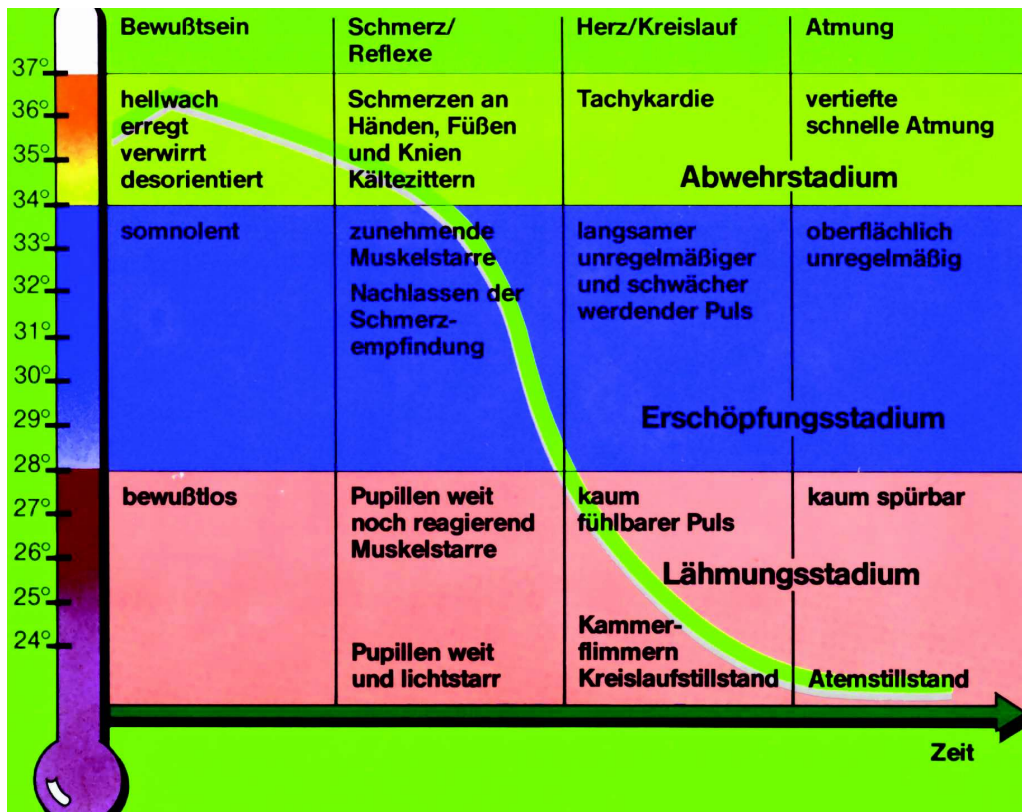 Bewußtsein
Schmerz/
Reflexe
Herz/Kreislauf
Atmung
37°
36°
35°
34°
33°
32°
31°
30°
29°
28°
27°
26°
25°
24°
hellwach
erregt
verwirrt
desorientiert
Schmerzen an
Händen, Füßen
und Knien
Kältezittern
Tachykardie
vertiefte
schnelle Atmung
Abwehrstadium
somnolent
zunehmende
Muskelstarre
Nachlassen der
Schmerz-
empfindung
langsamer
unregelmäßiger
und schwächer
werdender Puls
oberflächlich
unregelmäßig
Erschöpfungsstadium
bewußtlos
Pupillen weit
noch reagierend
Muskelstarre
Pupillen weit
und lichtstarr
kaum
fühlbarer Puls
Kammer-
flimmern
Kreislaufstillstand
kaum spürbar
Lähmungsstadium
Atemstillstand
Zeit